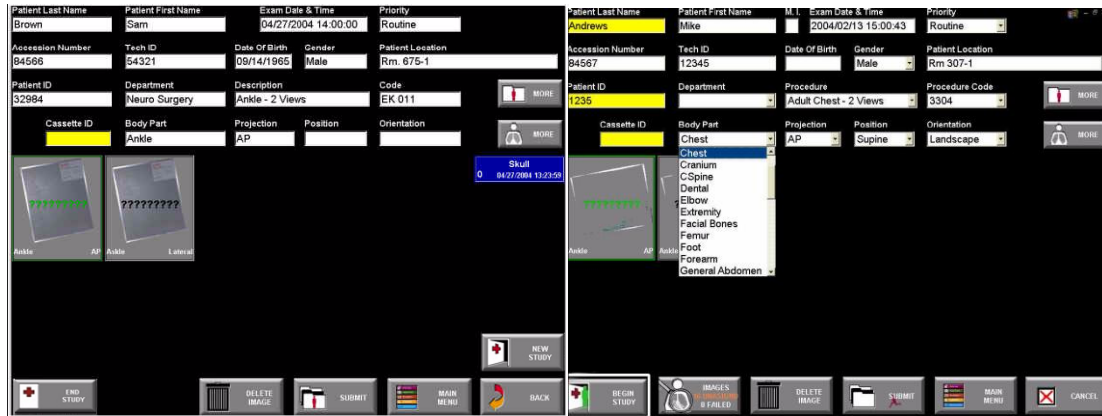 Patient Last Name Patient First Name Exam Date & Time Priority
Brown Sam 04/27/2004 14:00:00 Routine
Accession Number Tech ID Date Of Birth Gender Patient Location
84566 54321 09/14/1965 Male Rm. 675-1
Patient ID Department Description Code
32984 Neuro Surgery Ankle - 2 Views EK 011 MORE
Cassette ID Body Part Projection Position Orientation
Ankle AP MORE
Skull
0 04/27/2004 13:23:59
????????? ?????????
Ankle AP Ankle Lateral
NEW
STUDY
END
STUDY
DELETE
IMAGE
SUBMIT
MAIN
MENU
BACK
Patient Last Name Patient First Name M. I. Exam Date & Time Priority
Andrews Mike 2004/02/13 15:00:43 Routine
Accession Number Tech ID Date Of Birth Gender Patient Location
84567 12345 Male Rm 307-1
Patient ID Department Procedure Procedure Code
1235 Adult Chest - 2 Views 3304 MORE
Cassette ID Body Part Projection Position Orientation
Chest AP Supine Landscape MORE
Chest
Cranium
CSpine
Dental
Elbow
Extremity
Facial Bones
Femur
Foot
Forearm
General Abdomen
????????? ?
Ankle AP Ankle
BEGIN
STUDY
IMAGES
0 FAILED
DELETE
IMAGE
SUBMIT
MAIN
MENU
CANCEL